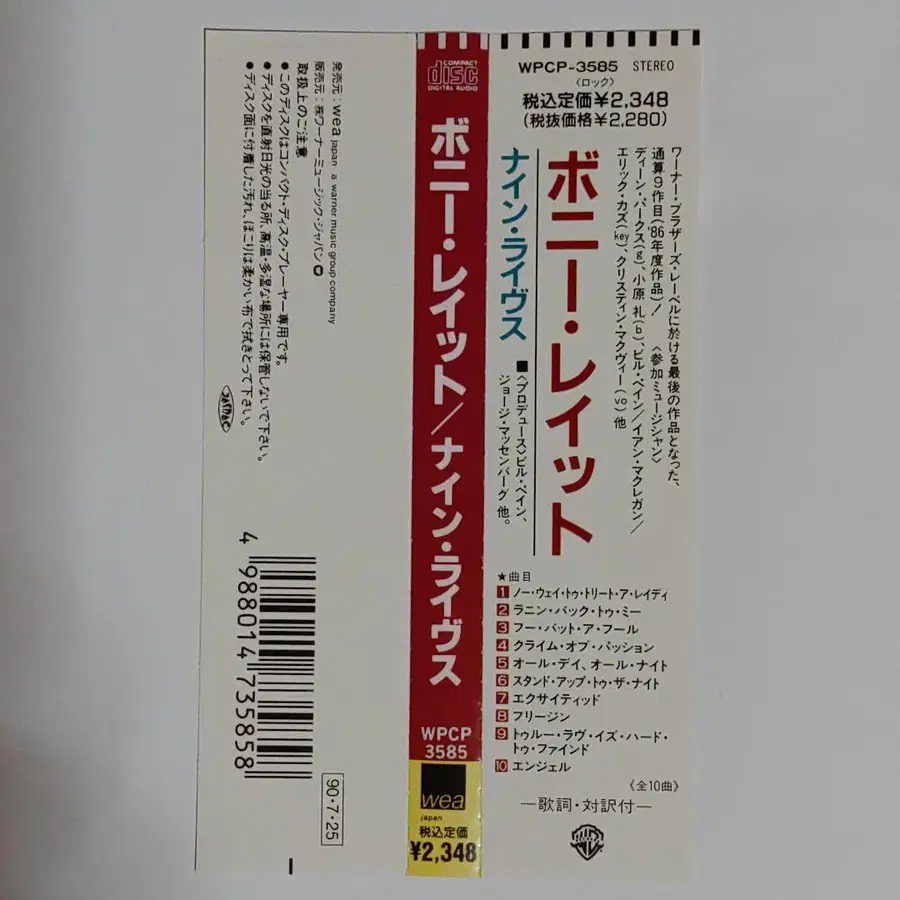 WPCP-3585 STEREO
〈ロック〉
税込定価¥2,348
(税抜価格¥2,280)
ワーナー・ブラザーズ・レーベルに於ける最後の作品となった、
通算9作目('86年度作品)! 〈参加ミュージシャン〉
ディーン・パークス(g)、小原 礼(b)、ビル・ペイン/イアン・マクレガン/
エリック・カズ(key)、クリスティン・マクヴィー(vo)他
ボニー・レイット
ナイン・ライヴス
■〈プロデュース〉ビル・ペイン、
ジョージ・マッセンバーグ 他。
★曲目
1 ノー・ウェイ・トゥ・トリート・ア・レイディ
2 ラニン・バック・トゥ・ミー
3 フー・バット・ア・フール
4 クライム・オブ・パッション
5 オール・デイ、オール・ナイト
6 スタンド・アップ・トゥ・ザ・ナイト
7 エクサイティッド
8 フリージン
9 トゥルー・ラヴ・イズ・ハード・
トゥ・ファインド
10 エンジェル
《全10曲》
—歌詞・対訳付—
COMPACT
disc
DIGITAL AUDIO
ボニー・レイット/ナイン・ライヴス
WPCP
3585
wea
japan
税込定価
¥2,348
発売元:wea japan a warner music group company
販売元:㈱ワーナーミュージック・ジャパン
取扱上のご注意
●このディスクはコンパクト・ディスク・プレーヤー専用です。
●ディスクを直射日光の当る所、高温・多湿な場所には保管しないで下さい。
●ディスク面に付着した汚れ、ほこりは柔かい布で拭きとって下さい。
JASRAC
4 988014 735858
90・7・25